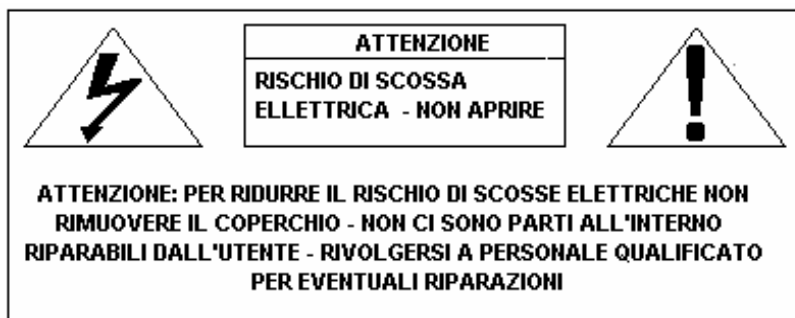 ATTENZIONE
RISCHIO DI SCOSSA
ELLETTRICA - NON APRIRE
ATTENZIONE: PER RIDURRE IL RISCHIO DI SCOSSE ELETTRICHE NON
RIMUOVERE IL COPERCHIO - NON CI SONO PARTI ALL'INTERNO
RIPARABILI DALL'UTENTE - RIVOLGERSI A PERSONALE QUALIFICATO
PER EVENTUALI RIPARAZIONI